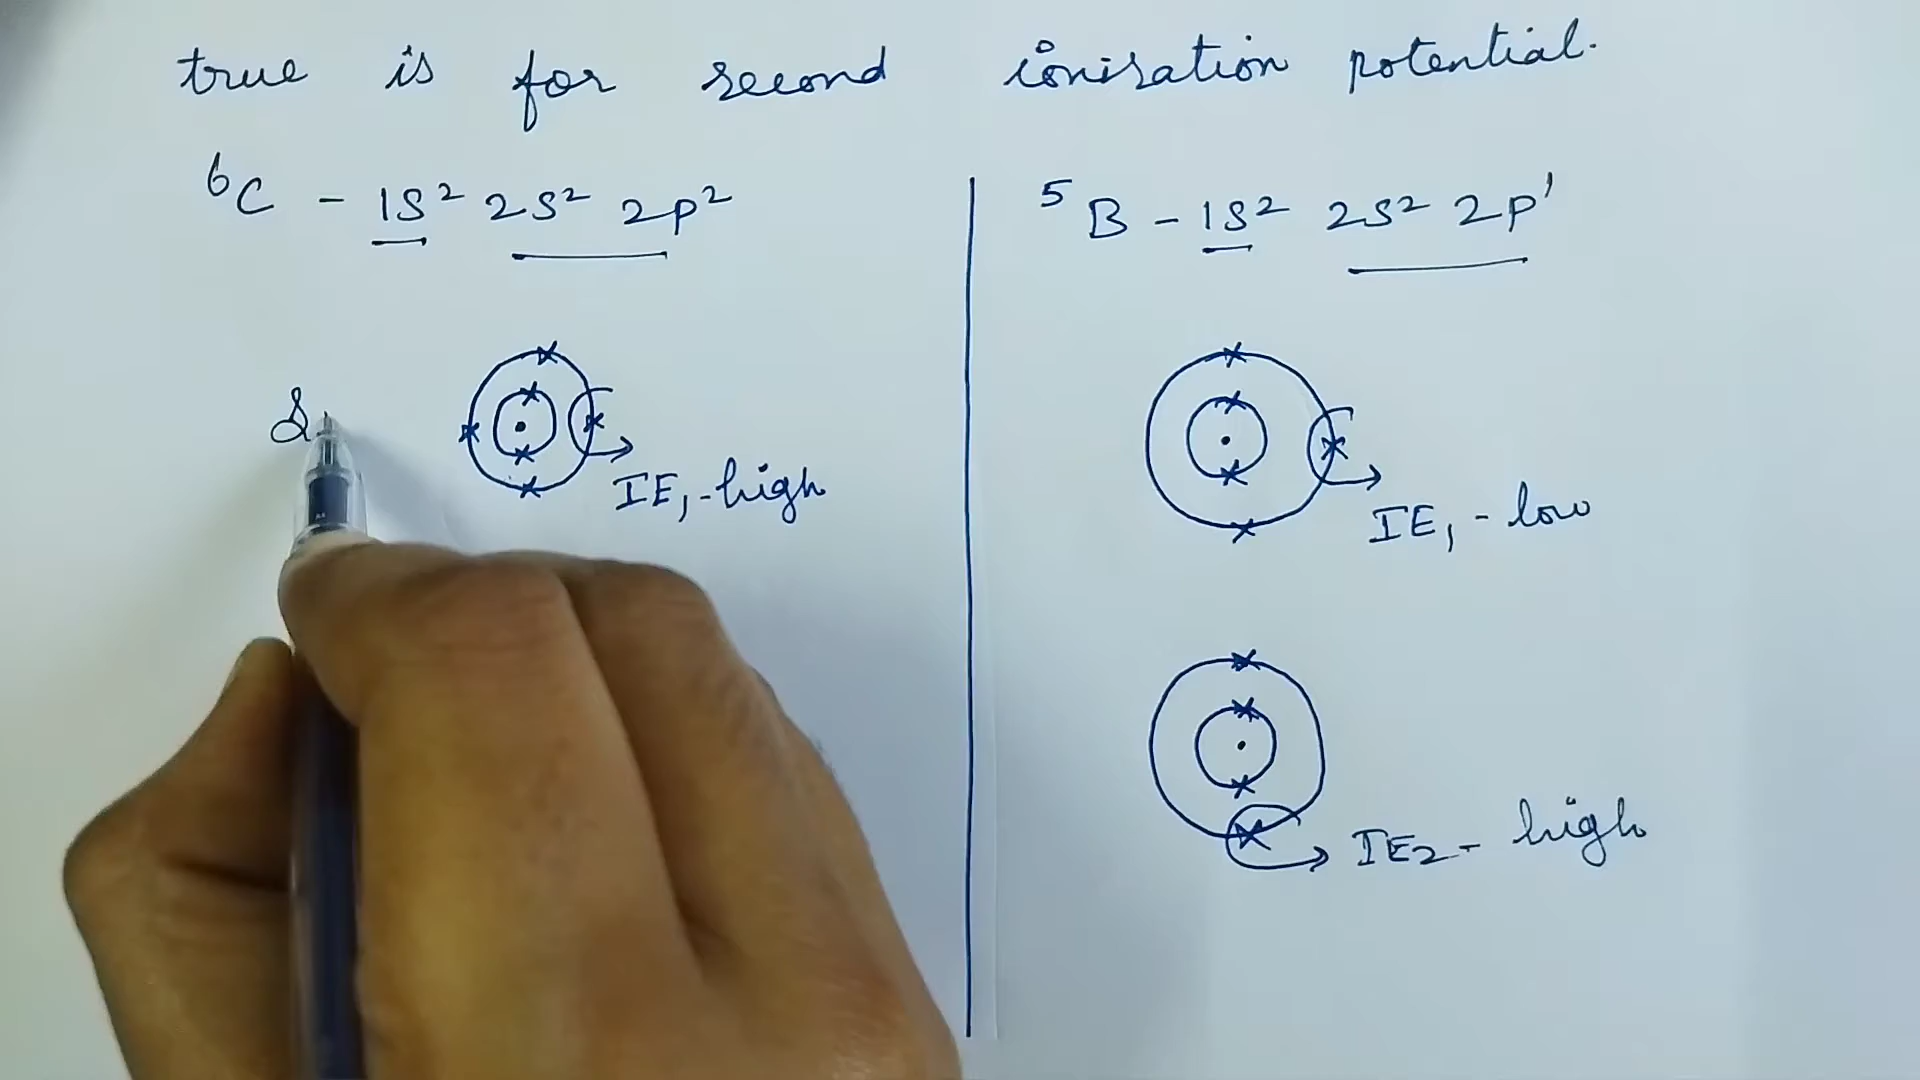 true is for second ionisation potential.
⁶C - 1S² 2S² 2P²
IE₁ - high
⁵B - 1S² 2S² 2P¹
IE₁ - low
IE₂ - high